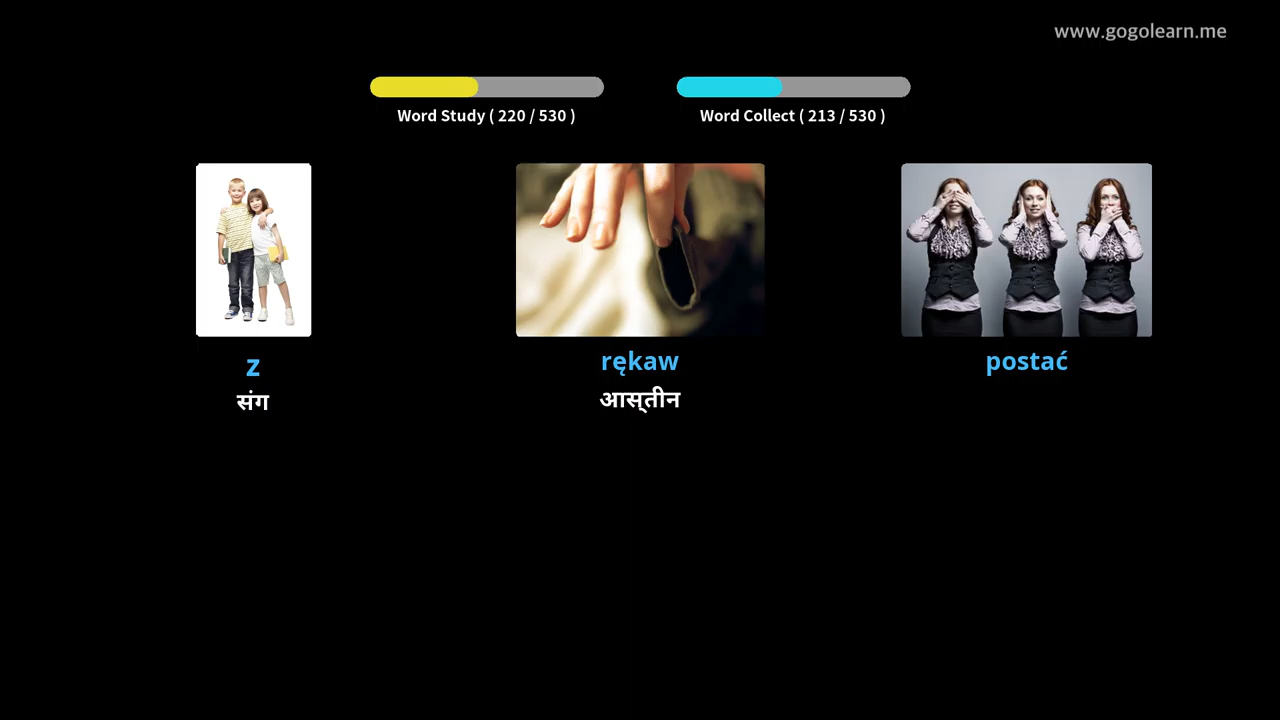 www.gogolearn.me
Word Study ( 220 / 530 )
Word Collect ( 213 / 530 )
z
rękaw
postać
संग
आस्‌तीन